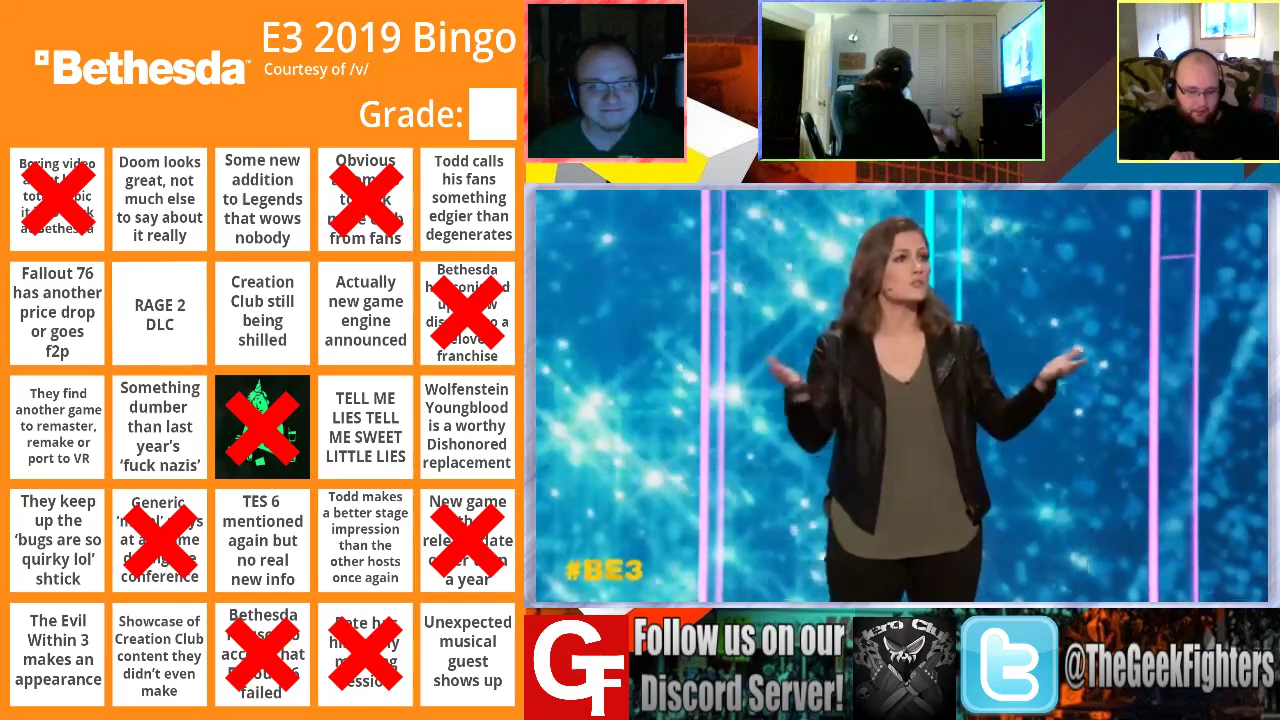 E3 2019 Bingo
Bethesda
Courtesy of /v/
Grade:
Boring video
Doom looks
great, not
much else
to say about
it really
Some new
addition
to Legends
that wows
nobody
Obvious
from fans
Todd calls
his fans
something
edgier than
degenerates
Fallout 76
has another
price drop
or goes
f2p
RAGE 2
DLC
Creation
Club still
being
shilled
Actually
new game
engine
announced
Bethesda
a
franchise
They find
another game
to remaster,
remake or
port to VR
Something
dumber
than last
year's
'fuck nazis'
TELL ME
LIES TELL
ME SWEET
LITTLE LIES
Wolfenstein
Youngblood
is a worthy
Dishonored
replacement
They keep
up the
'bugs are so
quirky lol'
shtick
Generic
at
conference
TES 6
mentioned
again but
no real
new info
Todd makes
a better stage
impression
than the
other hosts
once again
New game
date
a year
The Evil
Within 3
makes an
appearance
Showcase of
Creation Club
content they
didn't even
make
Bethesda
that
failed
Pete has
Unexpected
musical
guest
shows up
#BE3
GF
Follow us on our
Discord Server!
@TheGeekFighters